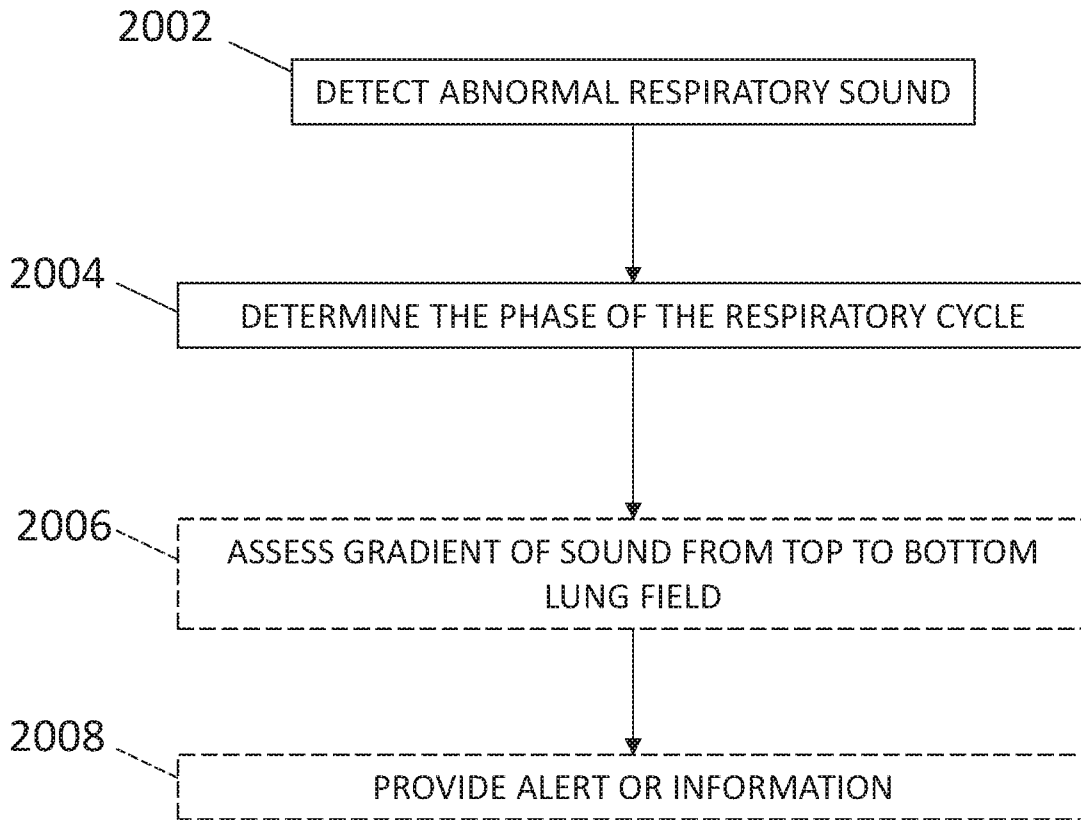 2002
DETECT ABNORMAL RESPIRATORY SOUND
2004
DETERMINE THE PHASE OF THE RESPIRATORY CYCLE
2006
ASSESS GRADIENT OF SOUND FROM TOP TO BOTTOM
LUNG FIELD
2008
PROVIDE ALERT OR INFORMATION